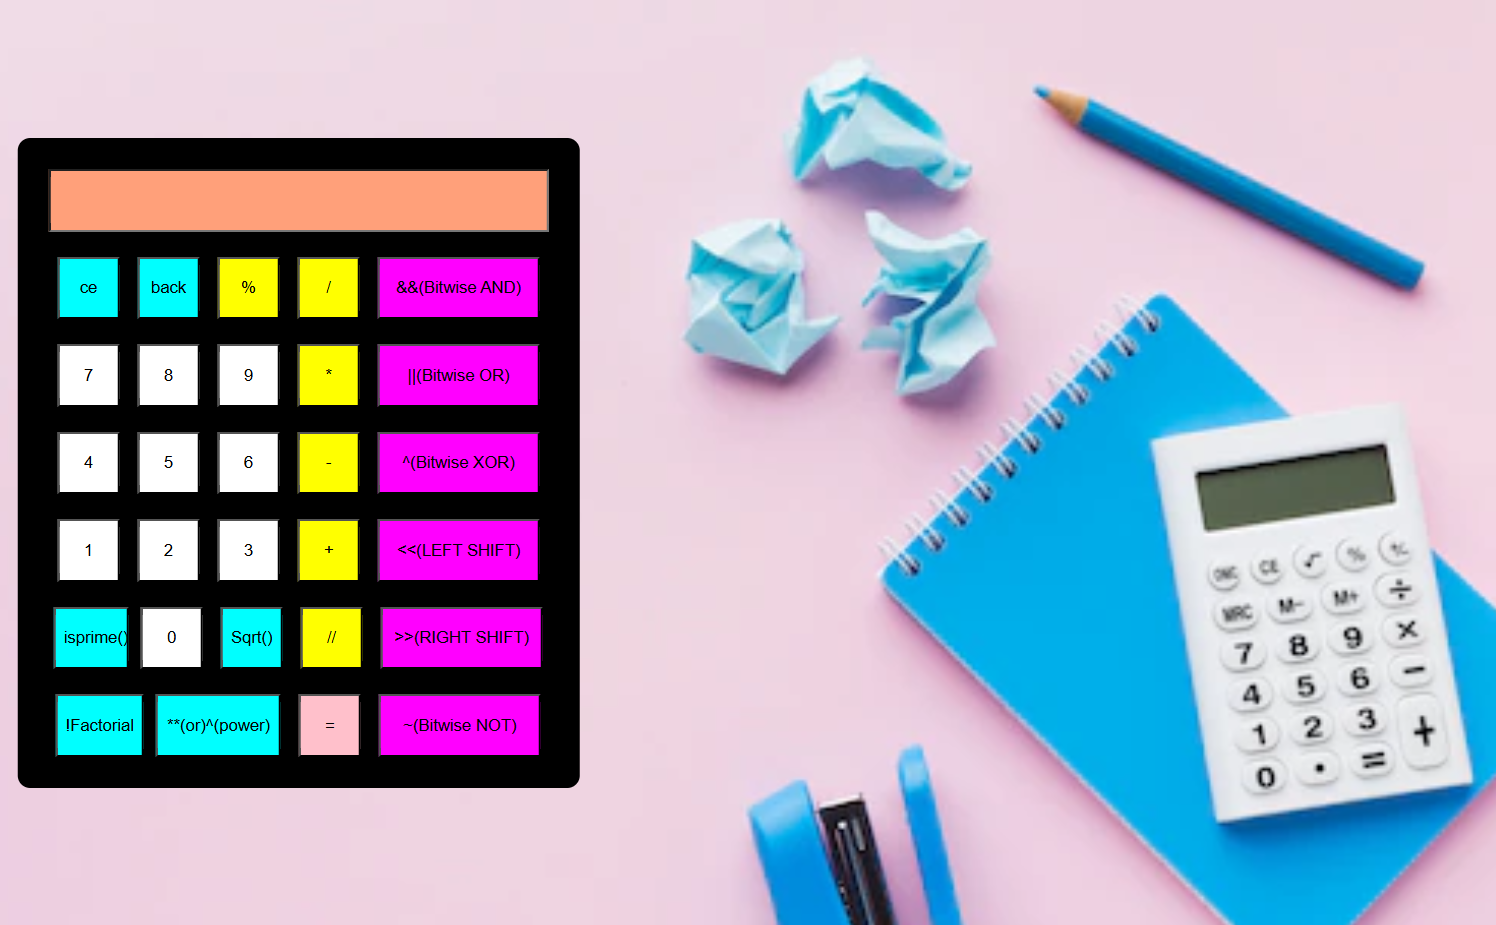 ce back % / &&(Bitwise AND)
7 8 9 * ||(Bitwise OR)
4 5 6 - ^(Bitwise XOR)
1 2 3 + <<(LEFT SHIFT)
isprime() 0 Sqrt() // >>(RIGHT SHIFT)
!Factorial **(or)^(power) = ~(Bitwise NOT)
CE √ %
MRC M− M+ ÷
7 8 9 ×
4 5 6 −
1 2 3 +
0 . =